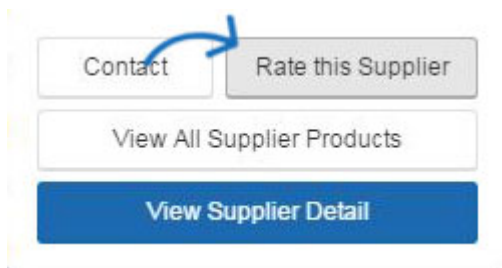 Contact
Rate this Supplier
View All Supplier Products
View Supplier Detail